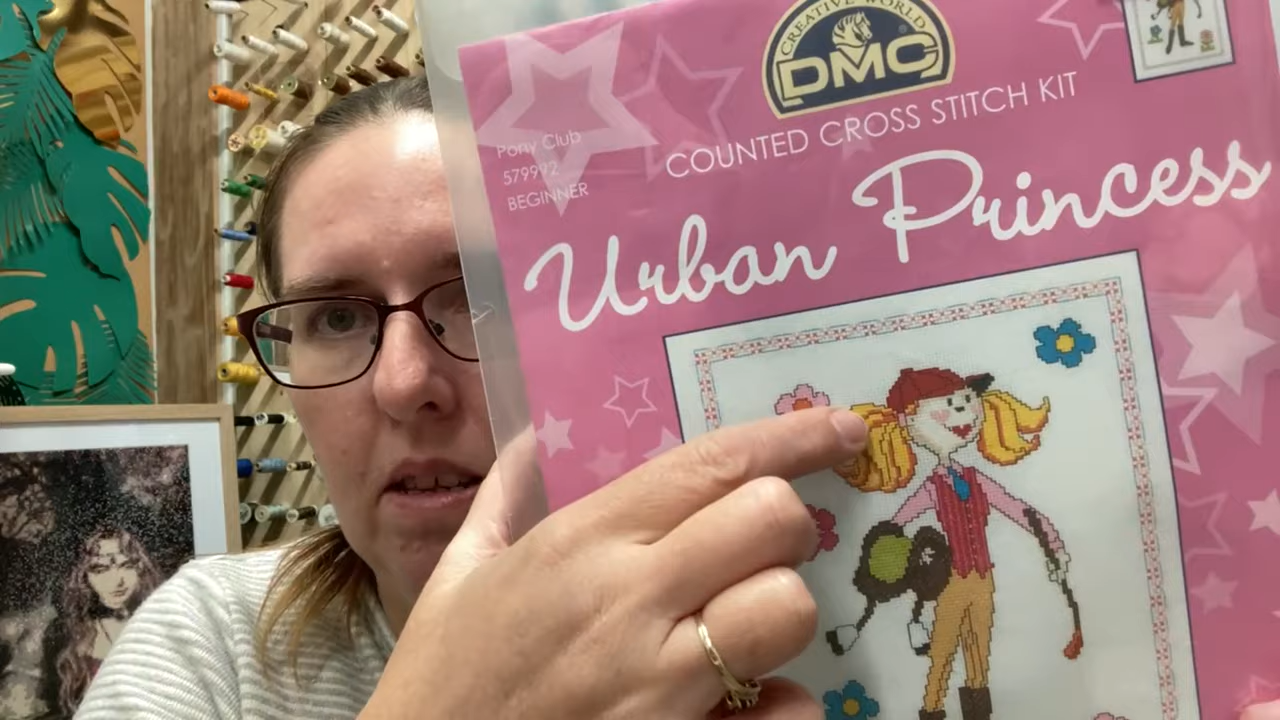 CREATIVE WORLD
DMC
COUNTED CROSS STITCH KIT
Pony Club
579992
BEGINNER
Urban Princess